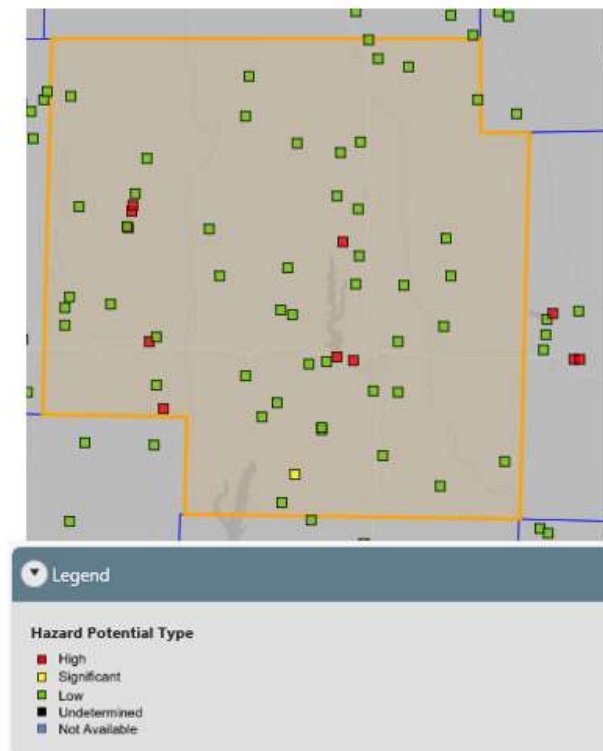 Legend
Hazard Potential Type
High
Significant
Low
Undetermined
Not Available